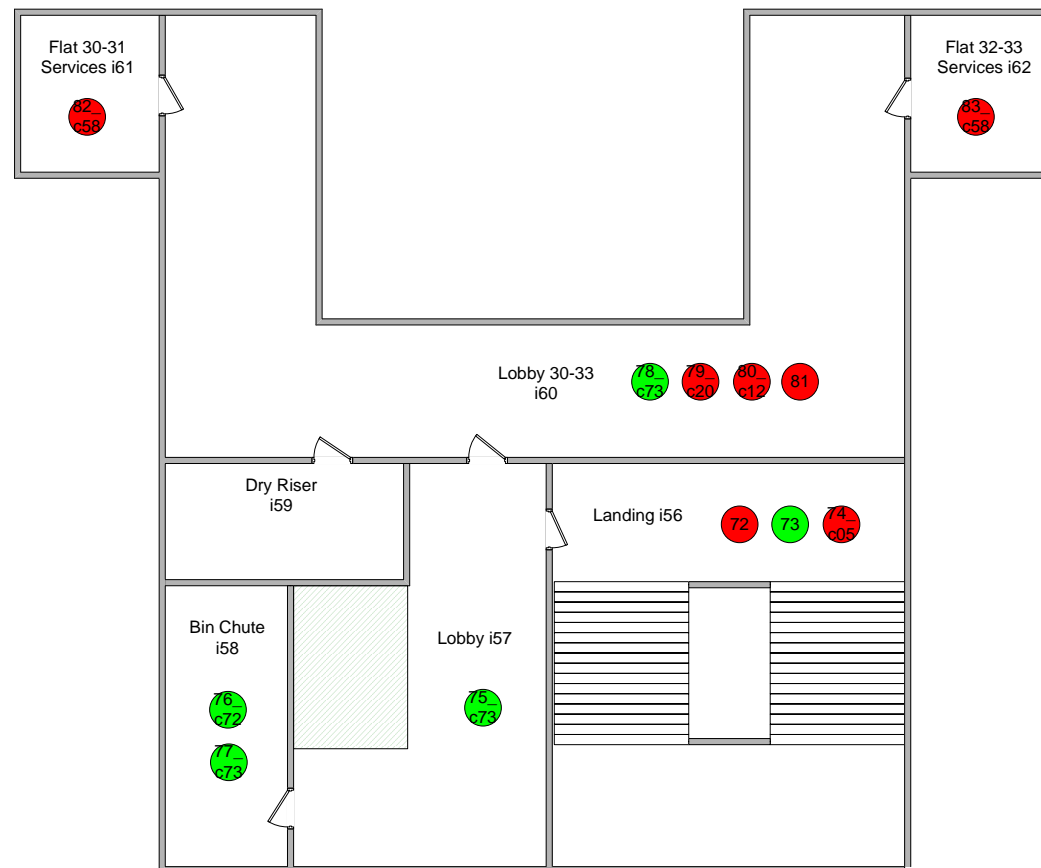 Flat 30-31
Services i61
82_
c58
Flat 32-33
Services i62
83_
c58
Lobby 30-33
i60
78_
c73
79_
c20
80_
c12
81
Dry Riser
i59
Landing i56
72
73
74_
c05
Bin Chute
i58
76_
c72
77_
c73
Lobby i57
75_
c73